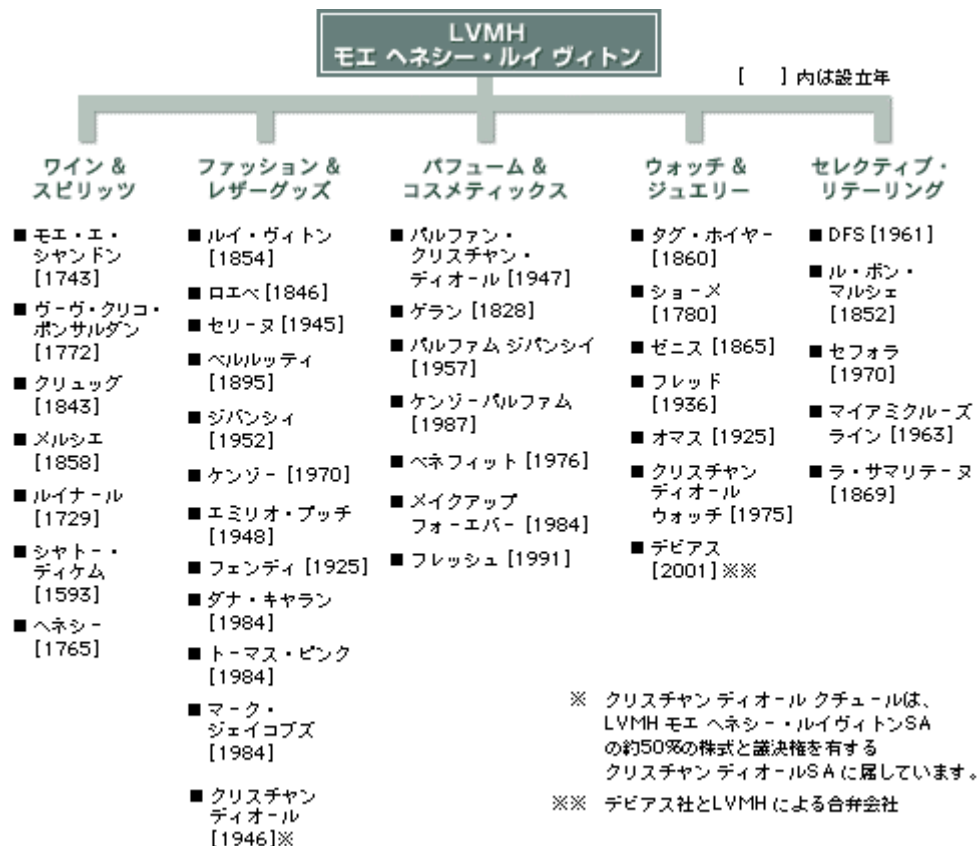 LVMH
モエ ヘネシー・ルイ ヴィトン
[　] 内は設立年
ワイン &
スピリッツ
■ モエ・エ・
シャンドン
[1743]
■ ヴーヴ・クリコ・
ポンサルダン
[1772]
■ クリュッグ
[1843]
■ メルシエ
[1858]
■ ルイナール
[1729]
■ シャトー・
ディケム
[1593]
■ ヘネシー
[1765]
ファッション &
レザーグッズ
■ ルイ・ヴィトン
[1854]
■ ロエベ [1846]
■ セリーヌ [1945]
■ ベルルッティ
[1895]
■ ジバンシィ
[1952]
■ ケンゾー [1970]
■ エミリオ・プッチ
[1948]
■ フェンディ [1925]
■ ダナ・キャラン
[1984]
■ トーマス・ピンク
[1984]
■ マーク・
ジェイコブズ
[1984]
■ クリスチャン
ディオール
[1946]※
パフューム &
コスメティックス
■ パルファン・
クリスチャン・
ディオール [1947]
■ ゲラン [1828]
■ パルファム ジバンシイ
[1957]
■ ケンゾーパルファム
[1987]
■ ベネフィット [1976]
■ メイクアップ
フォーエバー [1984]
■ フレッシュ [1991]
ウォッチ &
ジュエリー
■ タグ・ホイヤー
[1860]
■ ショーメ
[1780]
■ ゼニス [1865]
■ フレッド
[1936]
■ オマス [1925]
■ クリスチャン
ディオール
ウォッチ [1975]
■ デビアス
[2001]※※
セレクティブ・
リテーリング
■ DFS [1961]
■ ル・ボン・
マルシェ
[1852]
■ セフォラ
[1970]
■ マイアミクルーズ
ライン [1963]
■ ラ・サマリテーヌ
[1869]
※ クリスチャン ディオール クチュールは、
LVMH モエ ヘネシー・ルイヴィトンSA
の約50%の株式と議決権を有する
クリスチャン ディオールSA に属しています。
※※ デビアス社とLVMH による合弁会社